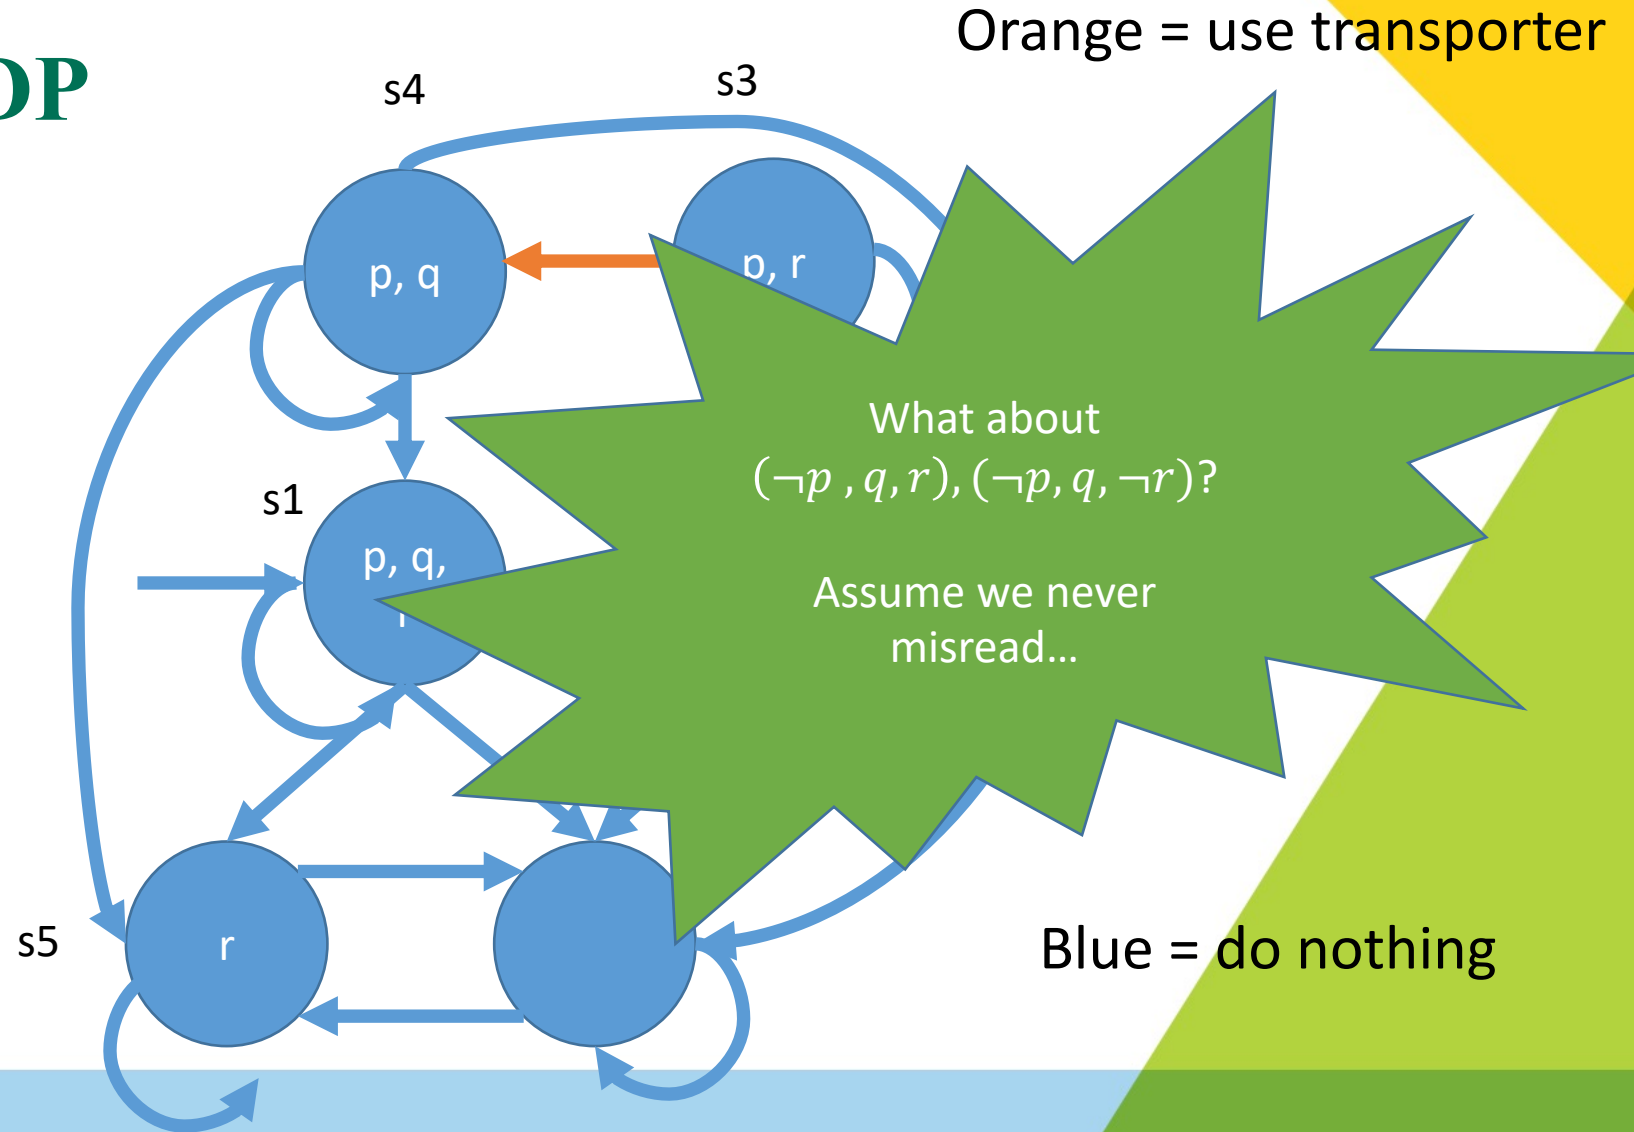 Orange = use transporter
DP
s4
s3
p, q
p, r
What about
(¬p , q, r), (¬p, q, ¬r)?
s1
p, q,
Assume we never
misread…
s5
r
Blue = do nothing